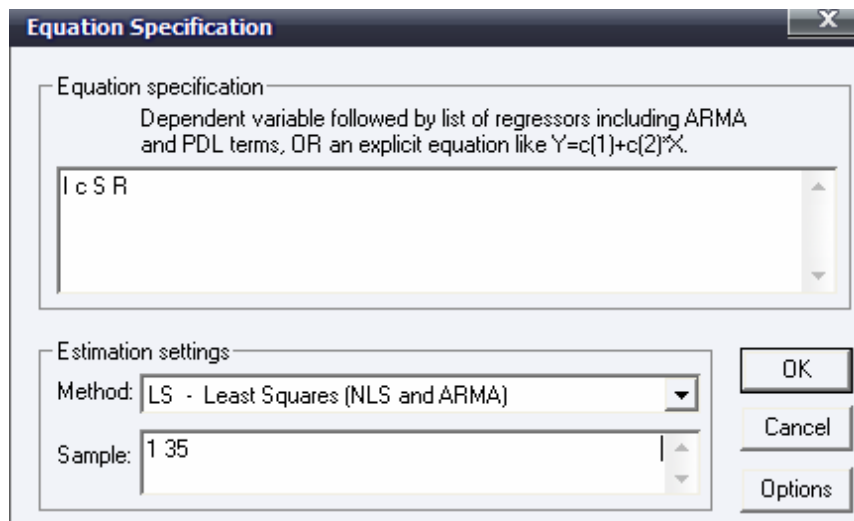 Equation Specification
X
Equation specification
Dependent variable followed by list of regressors including ARMA
and PDL terms, OR an explicit equation like Y=c(1)+c(2)*X.
I c S R
Estimation settings
Method: LS - Least Squares (NLS and ARMA)
Sample: 1 35
OK
Cancel
Options